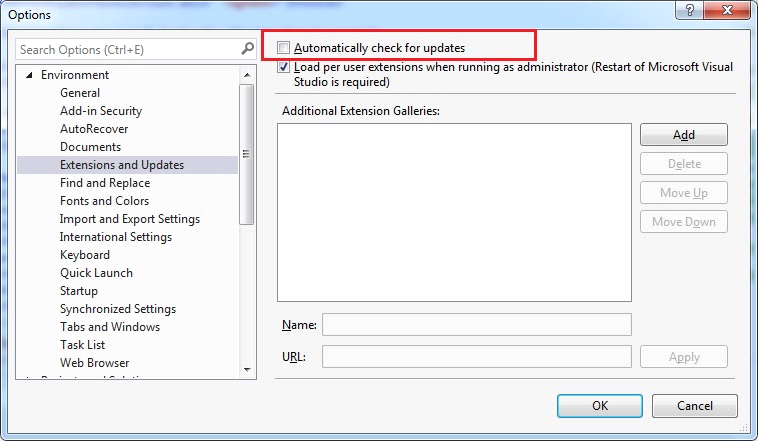 Options
Search Options (Ctrl+E)
Environment
General
Add-in Security
AutoRecover
Documents
Extensions and Updates
Find and Replace
Fonts and Colors
Import and Export Settings
International Settings
Keyboard
Quick Launch
Startup
Synchronized Settings
Tabs and Windows
Task List
Web Browser
Automatically check for updates
Load per user extensions when running as administrator (Restart of Microsoft Visual
Studio is required)
Additional Extension Galleries:
Add
Delete
Move Up
Move Down
Name:
URL:
Apply
OK
Cancel